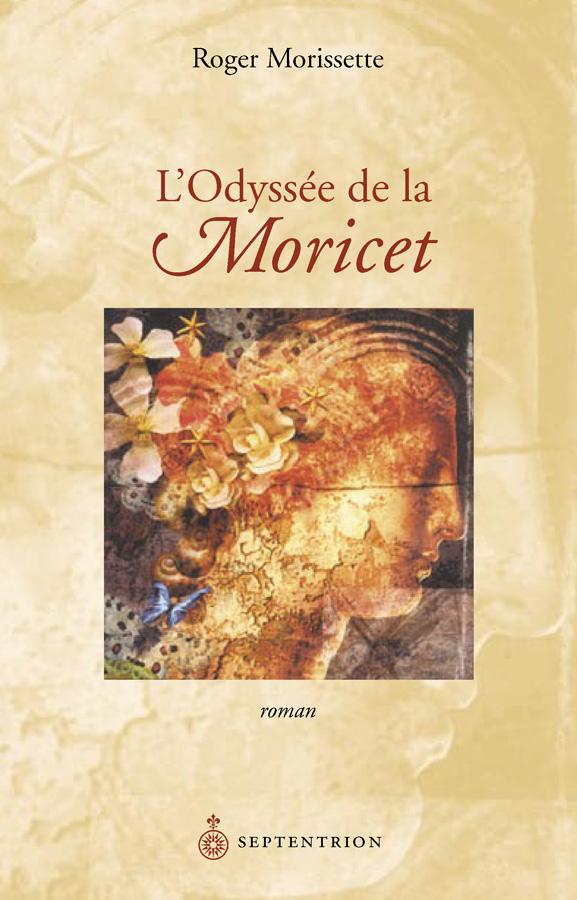 Roger Morissette
L’Odyssée de la
Moricet
roman
SEPTENTRION